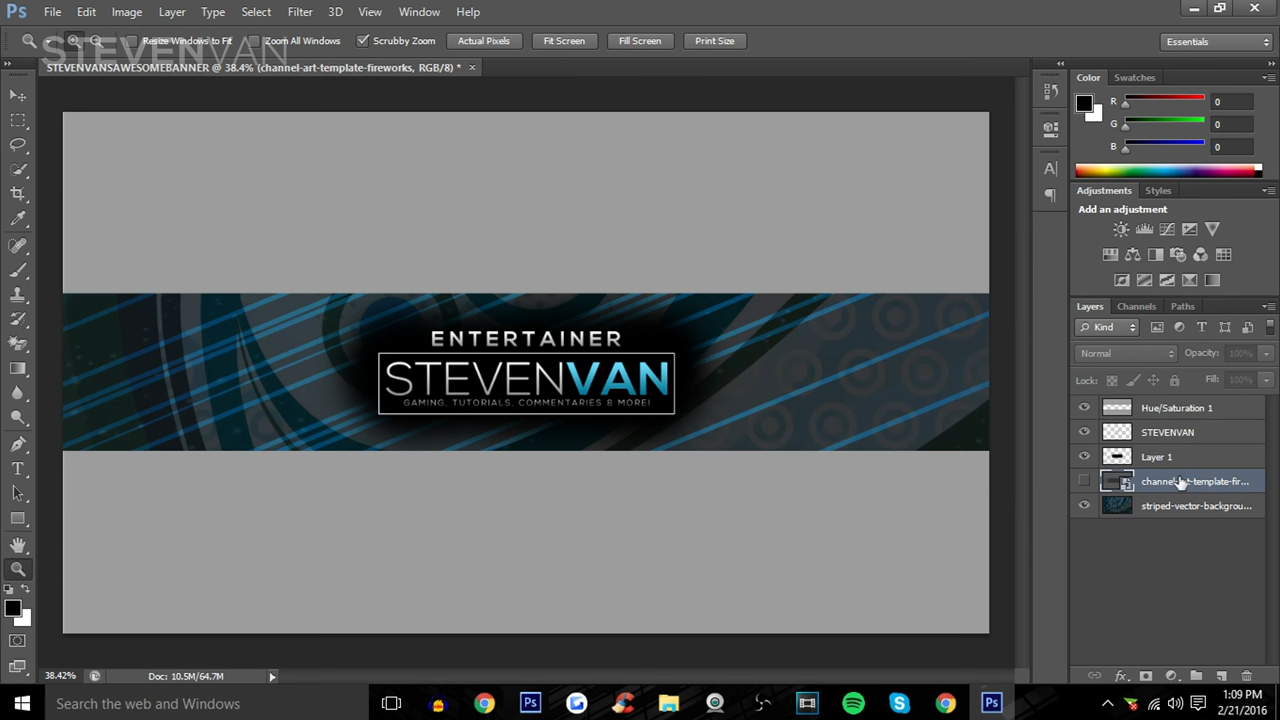 Ps File Edit Image Layer Type Select Filter 3D View Window Help
Resize Windows to Fit Zoom All Windows Scrubby Zoom Actual Pixels Fit Screen Fill Screen Print Size Essentials
STEVENVAN
STEVENVANSAWESOMEBANNER @ 38.4% (channel-art-template-fireworks, RGB/8) *
Color Swatches
R 0
G 0
B 0
Adjustments Styles
Add an adjustment
Layers Channels Paths
Kind
Normal Opacity: 100%
Lock: Fill: 100%
Hue/Saturation 1
STEVENVAN
Layer 1
channel-art-template-fir...
striped-vector-backgrou...
ENTERTAINER
STEVENVAN
GAMING, TUTORIALS, COMMENTARIES & MORE!
38.42% Doc: 10.5M/64.7M
Search the web and Windows
1:09 PM
2/21/2016